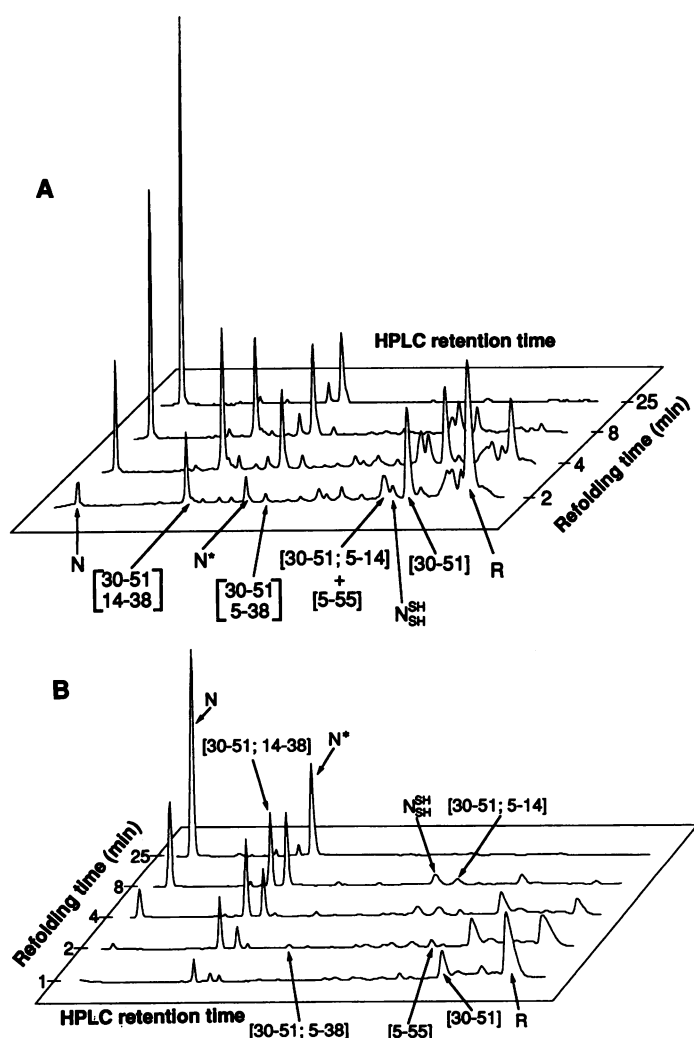 A
HPLC retention time
25
8
4
2
Refolding time (min)
N
[30-51
14-38]
N*
[30-51
5-38]
[30-51; 5-14]
+
[5-55]
N SH SH
[30-51]
R
B
N
[30-51; 14-38]
N*
N SH SH
[30-51; 5-14]
Refolding time (min)
25
8
4
2
1
HPLC retention time
[30-51; 5-38]
[5-55]
[30-51]
R